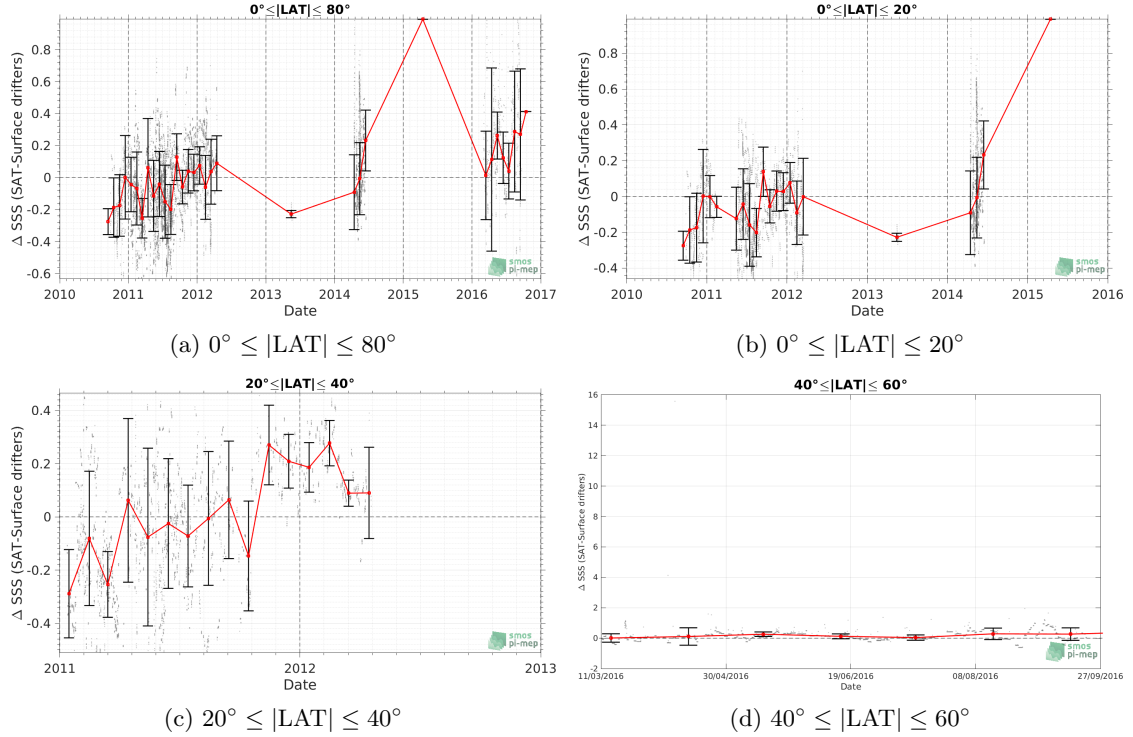 0°≤|LAT|≤ 80°
Δ SSS (SAT-Surface drifters)
0.8
0.6
0.4
0.2
0
-0.2
-0.4
-0.6
2010 2011 2012 2013 2014 2015 2016 2017
Date
smos
pi-mep
(a) 0° ≤ |LAT| ≤ 80°
0°≤|LAT|≤ 20°
Δ SSS (SAT-Surface drifters)
0.8
0.6
0.4
0.2
0
-0.2
-0.4
2010 2011 2012 2013 2014 2015 2016
Date
smos
pi-mep
(b) 0° ≤ |LAT| ≤ 20°
20°≤|LAT|≤ 40°
Δ SSS (SAT-Surface drifters)
0.4
0.2
0
-0.2
-0.4
2011 2012 2013
Date
smos
pi-mep
(c) 20° ≤ |LAT| ≤ 40°
40°≤|LAT|≤ 60°
Δ SSS (SAT-Surface drifters)
16
14
12
10
8
6
4
2
0
-2
11/03/2016 30/04/2016 19/06/2016 08/08/2016 27/09/2016
Date
smos
pi-mep
(d) 40° ≤ |LAT| ≤ 60°